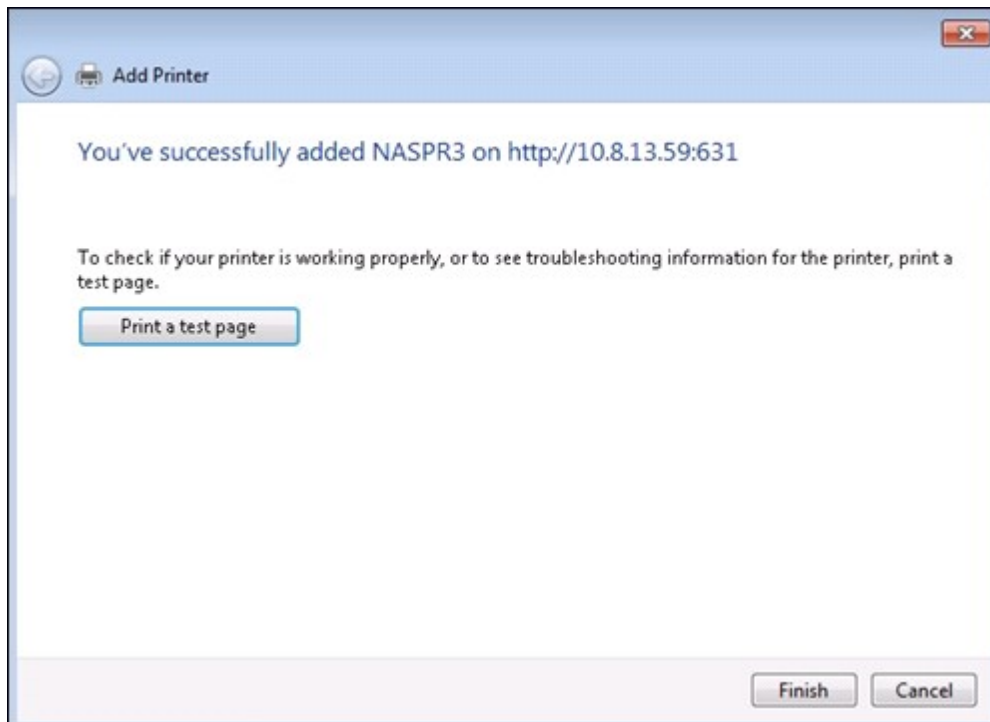 Add Printer
You've successfully added NASPR3 on http://10.8.13.59:631
To check if your printer is working properly, or to see troubleshooting information for the printer, print a
test page.
Print a test page
Finish
Cancel